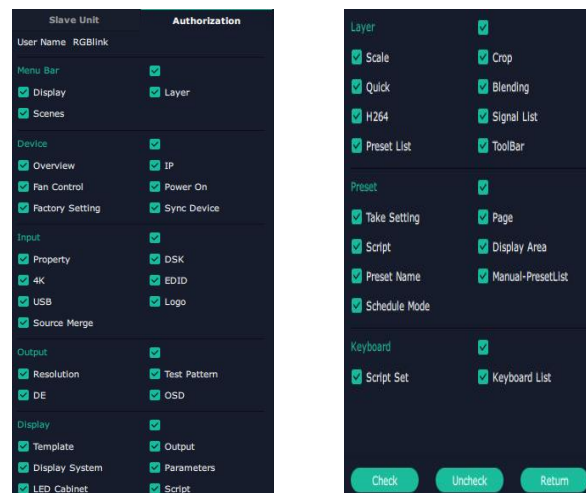 Slave Unit Authorization
User Name RGBlink
Menu Bar
Display Layer
Scenes
Device
Overview IP
Fan Control Power On
Factory Setting Sync Device
Input
Property DSK
4K EDID
USB Logo
Source Merge
Output
Resolution Test Pattern
DE OSD
Display
Template Output
Display System Parameters
LED Cabinet Script
Layer
Scale Crop
Quick Blending
H264 Signal List
Preset List ToolBar
Preset
Take Setting Page
Script Display Area
Preset Name Manual-PresetList
Schedule Mode
Keyboard
Script Set Keyboard List
Check Uncheck Return